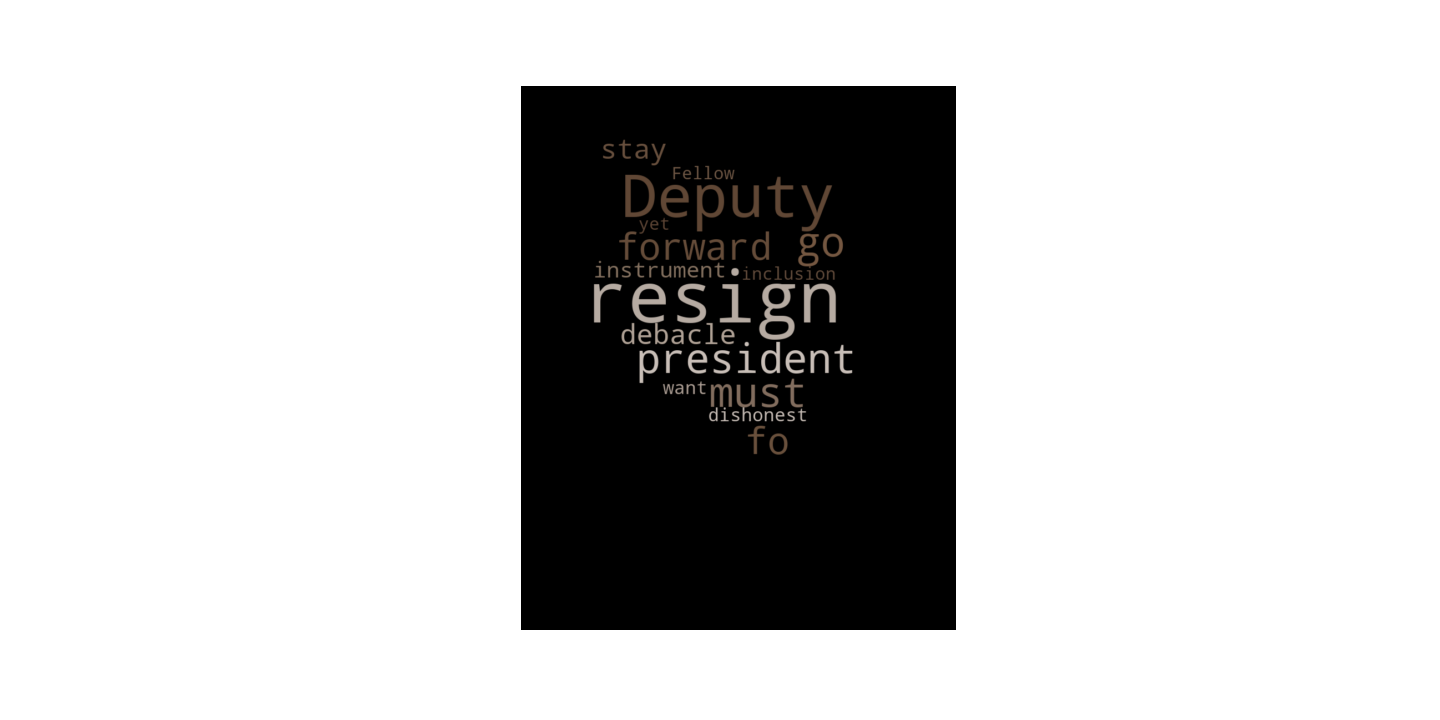 stay
Fellow
Deputy
yet
forward go
instrument inclusion
resign
debacle
president
want must
dishonest
fo